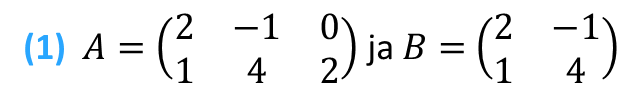 (1) A = (2 −1 0; 1 4 2) ja B = (2 −1; 1 4)